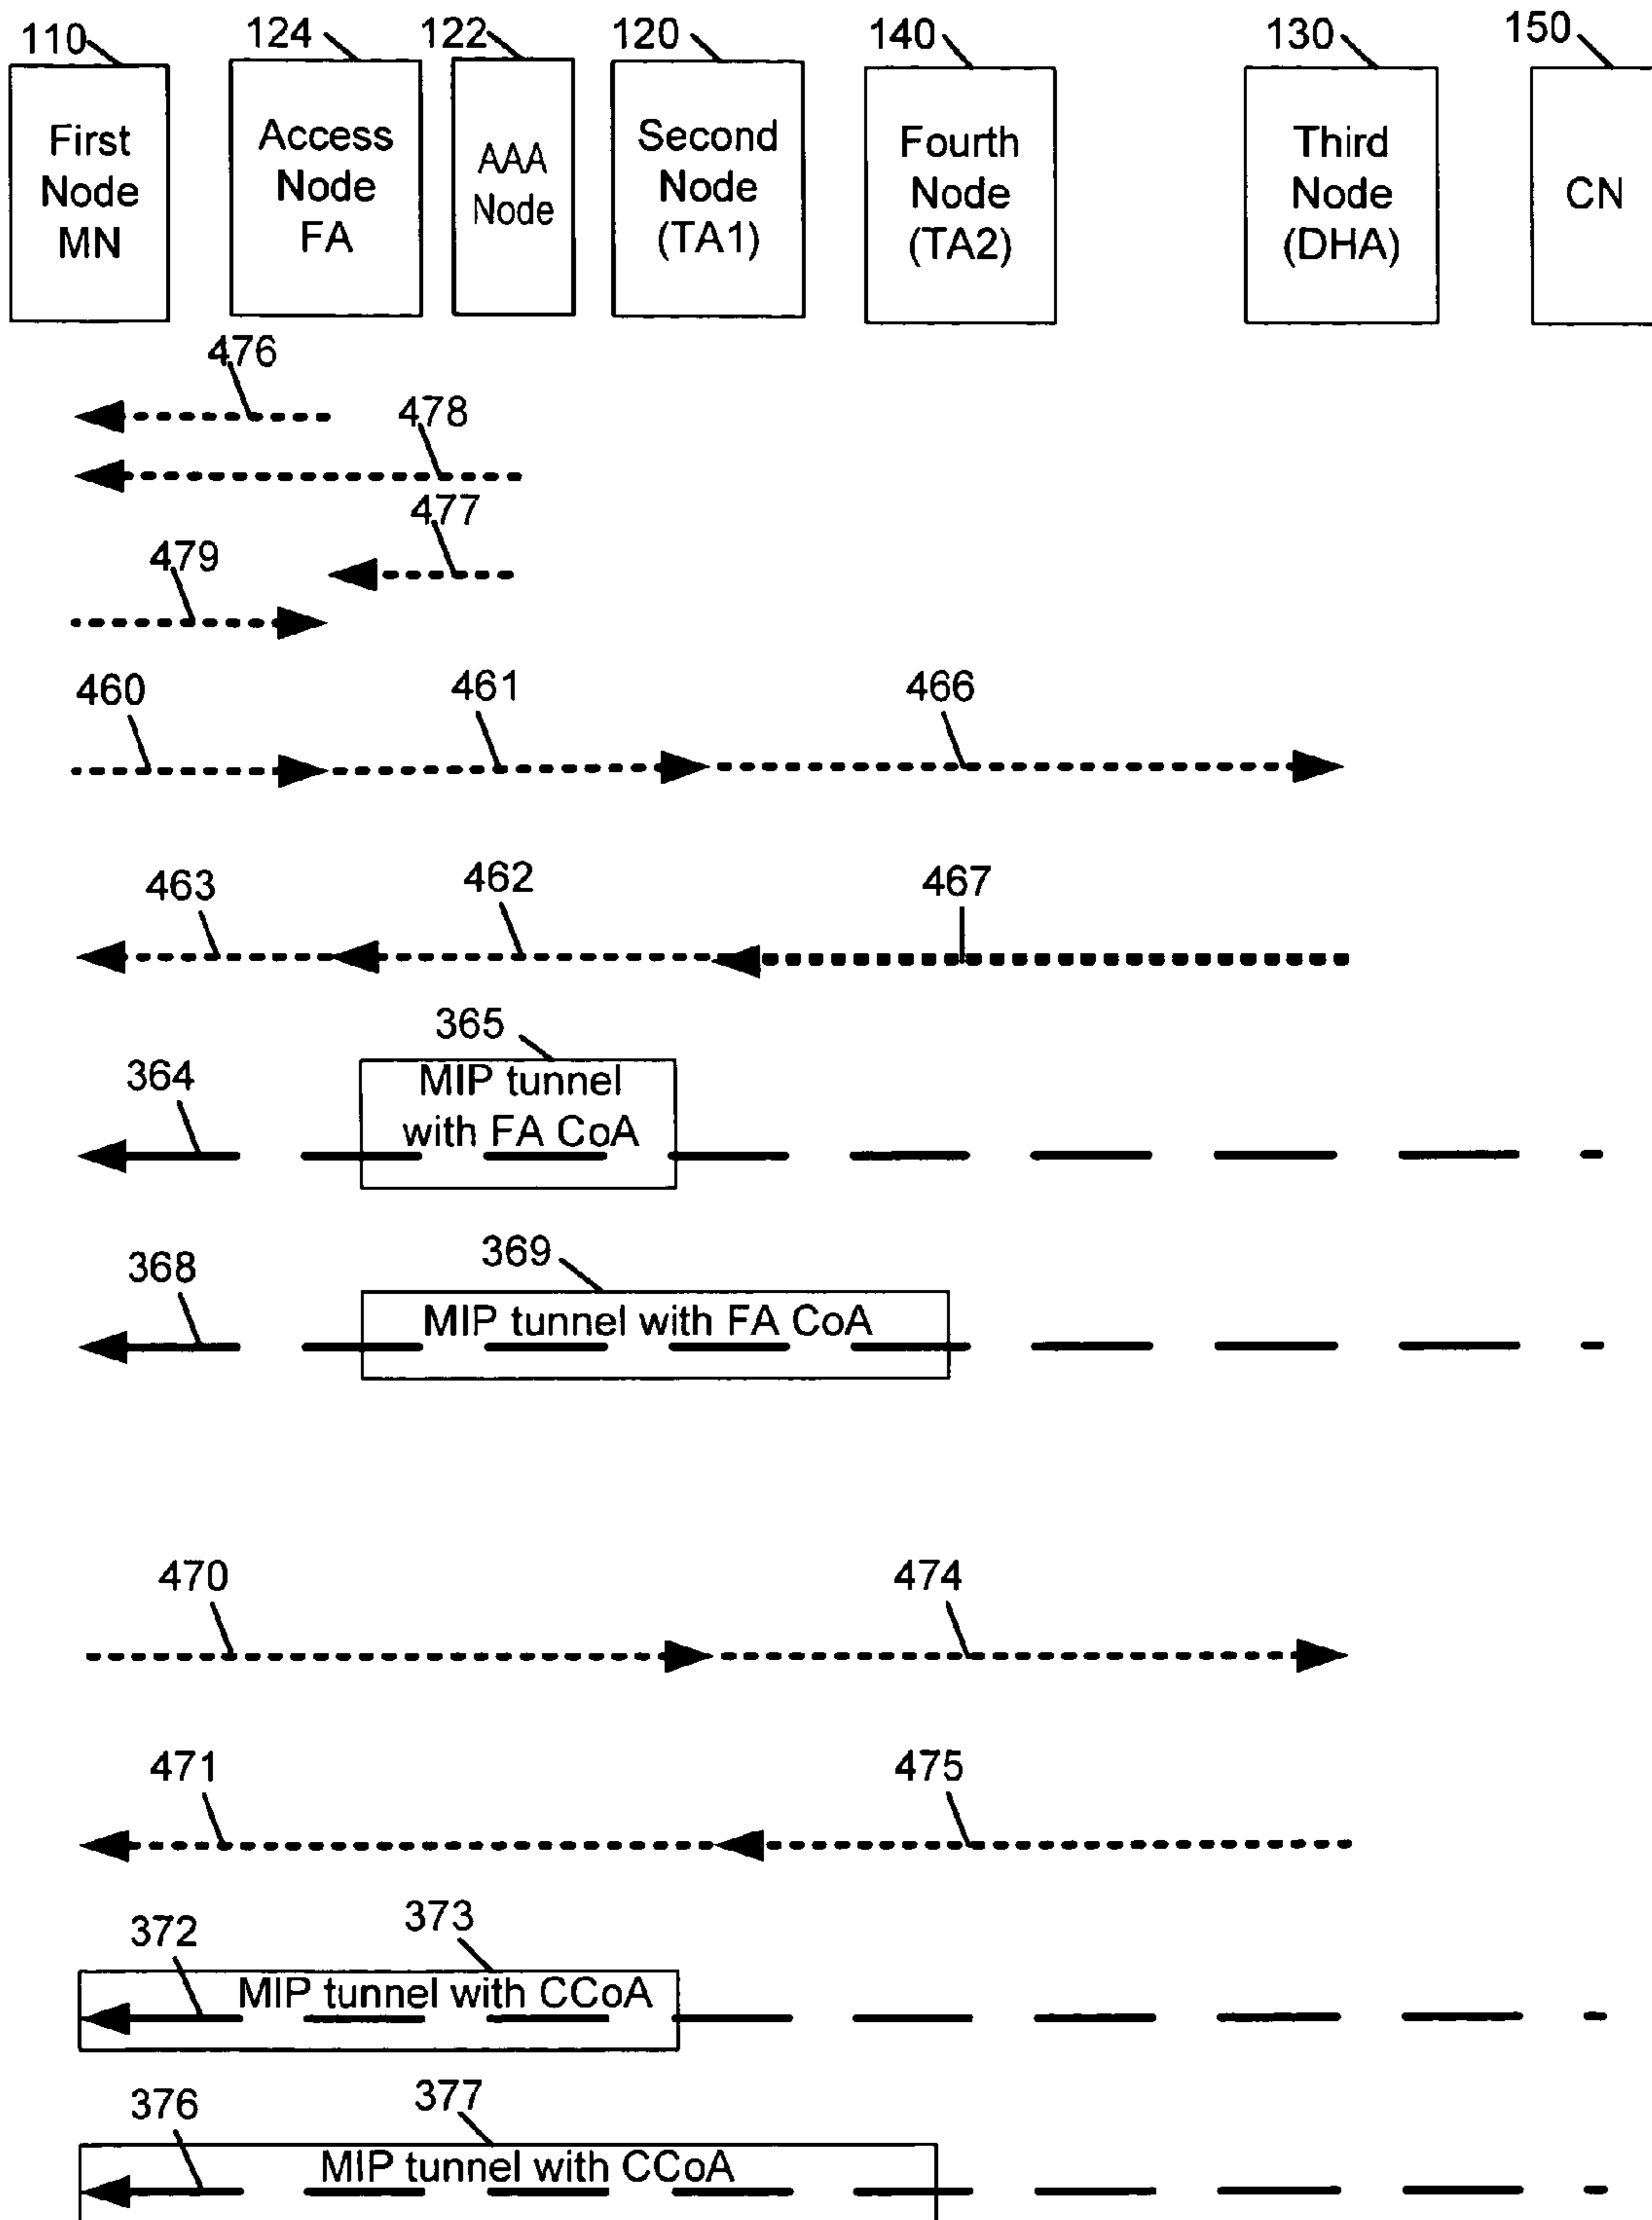 110
124
122
120
140
130
150
First
Node
MN
Access
Node
FA
AAA
Node
Second
Node
(TA1)
Fourth
Node
(TA2)
Third
Node
(DHA)
CN
476
478
477
479
460
461
466
463
462
467
365
MIP tunnel
with FA CoA
364
369
368
MIP tunnel with FA CoA
470
474
471
475
373
372
MIP tunnel with CCoA
377
376
MIP tunnel with CCoA